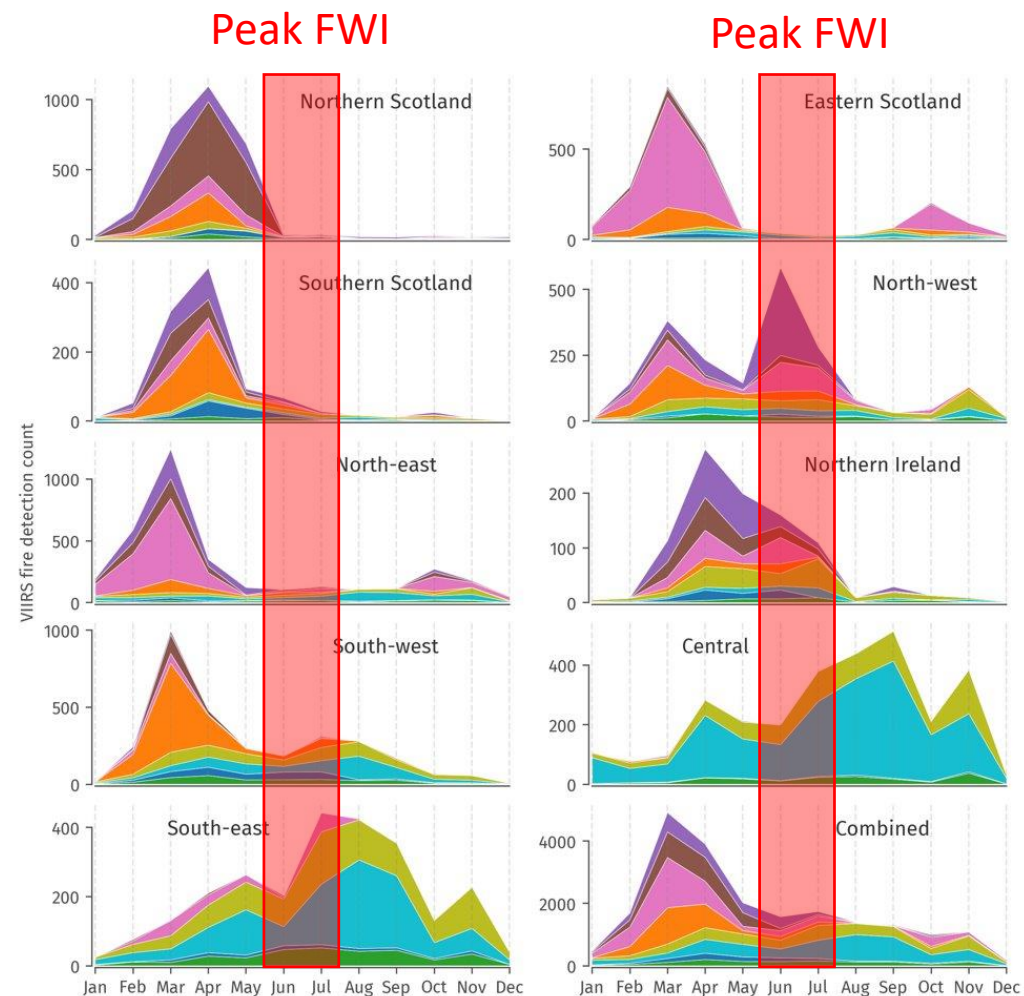 Peak FWI
Peak FWI
VIIRS fire detection count
Northern Scotland
1000
500
0
Eastern Scotland
500
0
Southern Scotland
400
200
0
North-west
500
250
0
North-east
1000
500
0
Northern Ireland
200
100
0
South-west
1000
500
0
Central
400
200
0
South-east
400
200
0
Combined
4000
2000
0
Jan Feb Mar Apr May Jun Jul Aug Sep Oct Nov Dec
Jan Feb Mar Apr May Jun Jul Aug Sep Oct Nov Dec